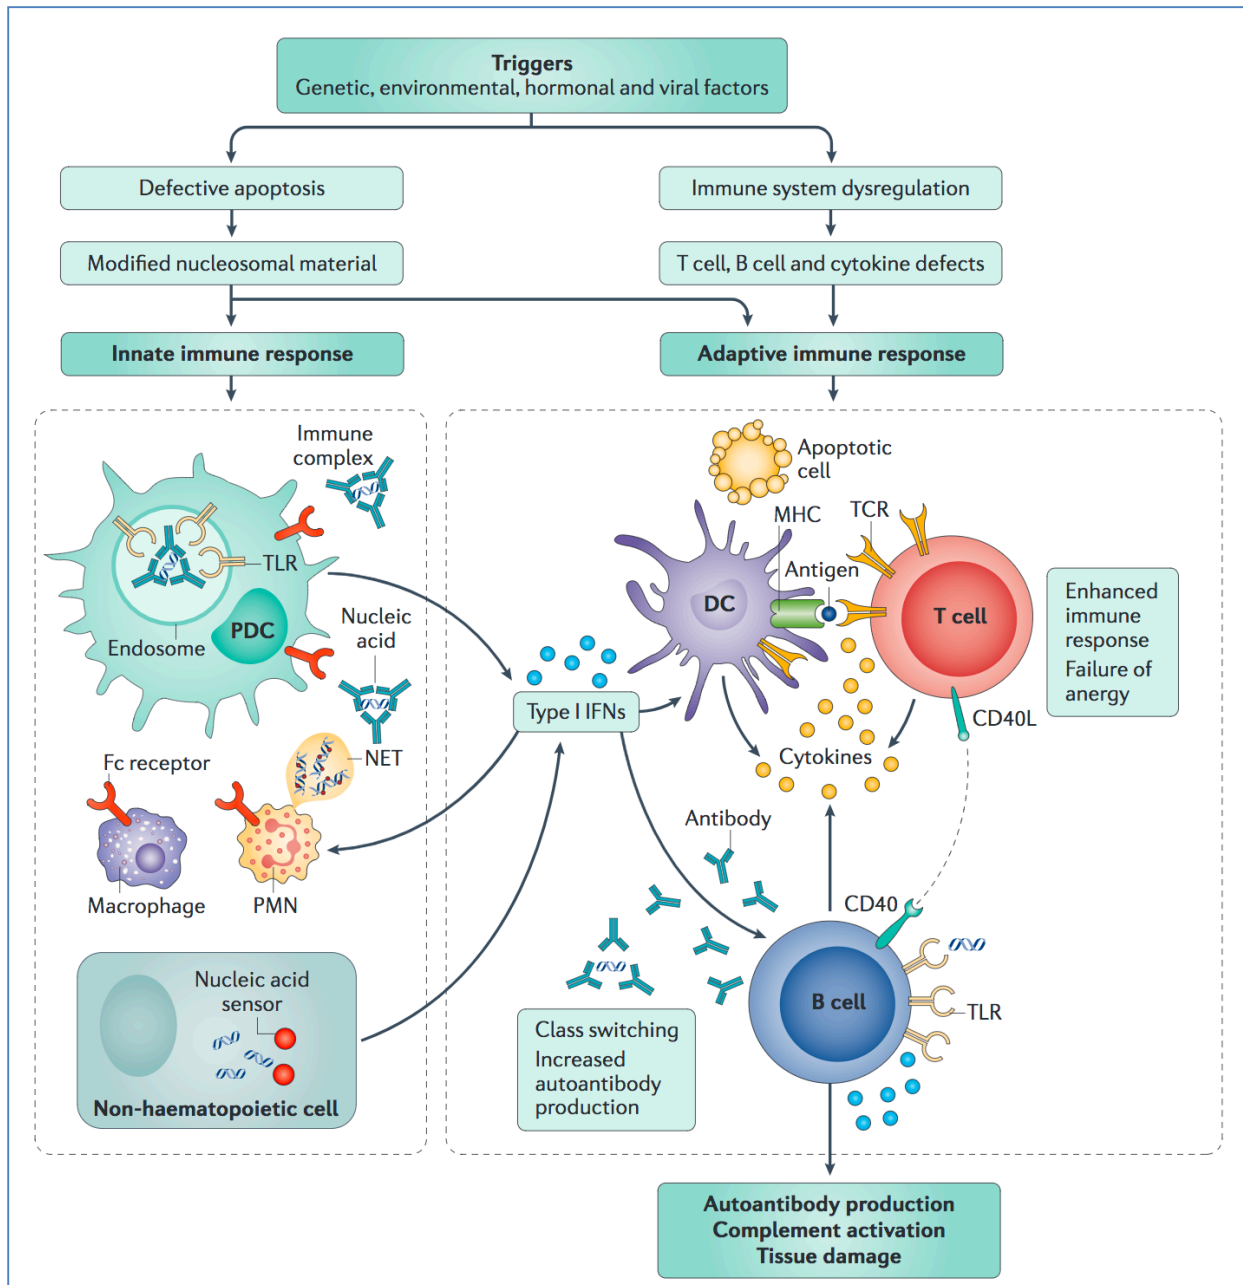 Triggers
Genetic, environmental, hormonal and viral factors
Defective apoptosis
Immune system dysregulation
Modified nucleosomal material
T cell, B cell and cytokine defects
Innate immune response
Adaptive immune response
Immune
complex
TLR
Endosome
PDC
Nucleic
acid
Fc receptor
NET
Macrophage
PMN
Nucleic acid
sensor
Non-haematopoietic cell
Type I IFNs
Apoptotic
cell
MHC
TCR
Antigen
DC
T cell
Enhanced
immune
response
Failure of
anergy
CD40L
Cytokines
Antibody
CD40
B cell
TLR
Class switching
Increased
autoantibody
production
Autoantibody production
Complement activation
Tissue damage